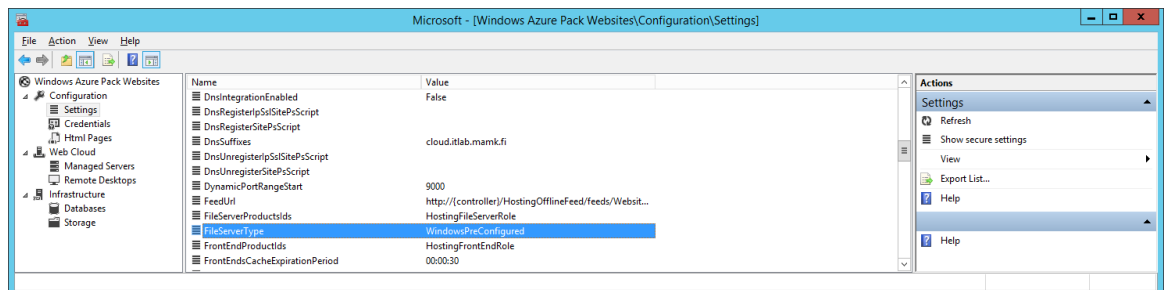 Microsoft - [Windows Azure Pack Websites\Configuration\Settings]
File Action View Help
Windows Azure Pack Websites
Configuration
Settings
Credentials
Html Pages
Web Cloud
Managed Servers
Remote Desktops
Infrastructure
Databases
Storage
Name Value
DnsIntegrationEnabled False
DnsRegisterIpSslSitePsScript
DnsRegisterSitePsScript
DnsSuffixes cloud.itlab.mamk.fi
DnsUnregisterIpSslSitePsScript
DnsUnregisterSitePsScript
DynamicPortRangeStart 9000
FeedUrl http://{controller}/HostingOfflineFeed/feeds/Websit...
FileServerProductsIds HostingFileServerRole
FileServerType WindowsPreConfigured
FrontEndProductIds HostingFrontEndRole
FrontEndsCacheExpirationPeriod 00:00:30
Actions
Settings
Refresh
Show secure settings
View
Export List...
Help
Help